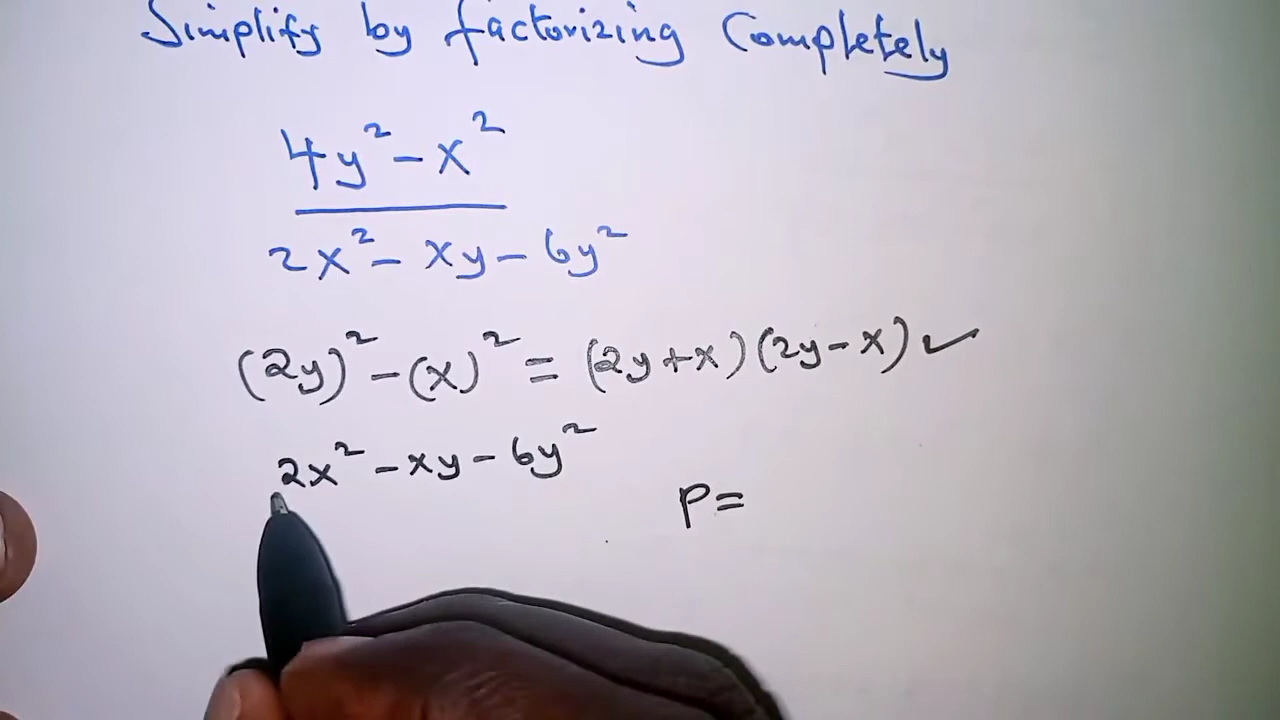 Simplify by factorizing Completely
4y² - x²
2x² - xy - 6y²
(2y)² - (x)² = (2y + x)(2y - x) ✓
2x² - xy - 6y²
P =